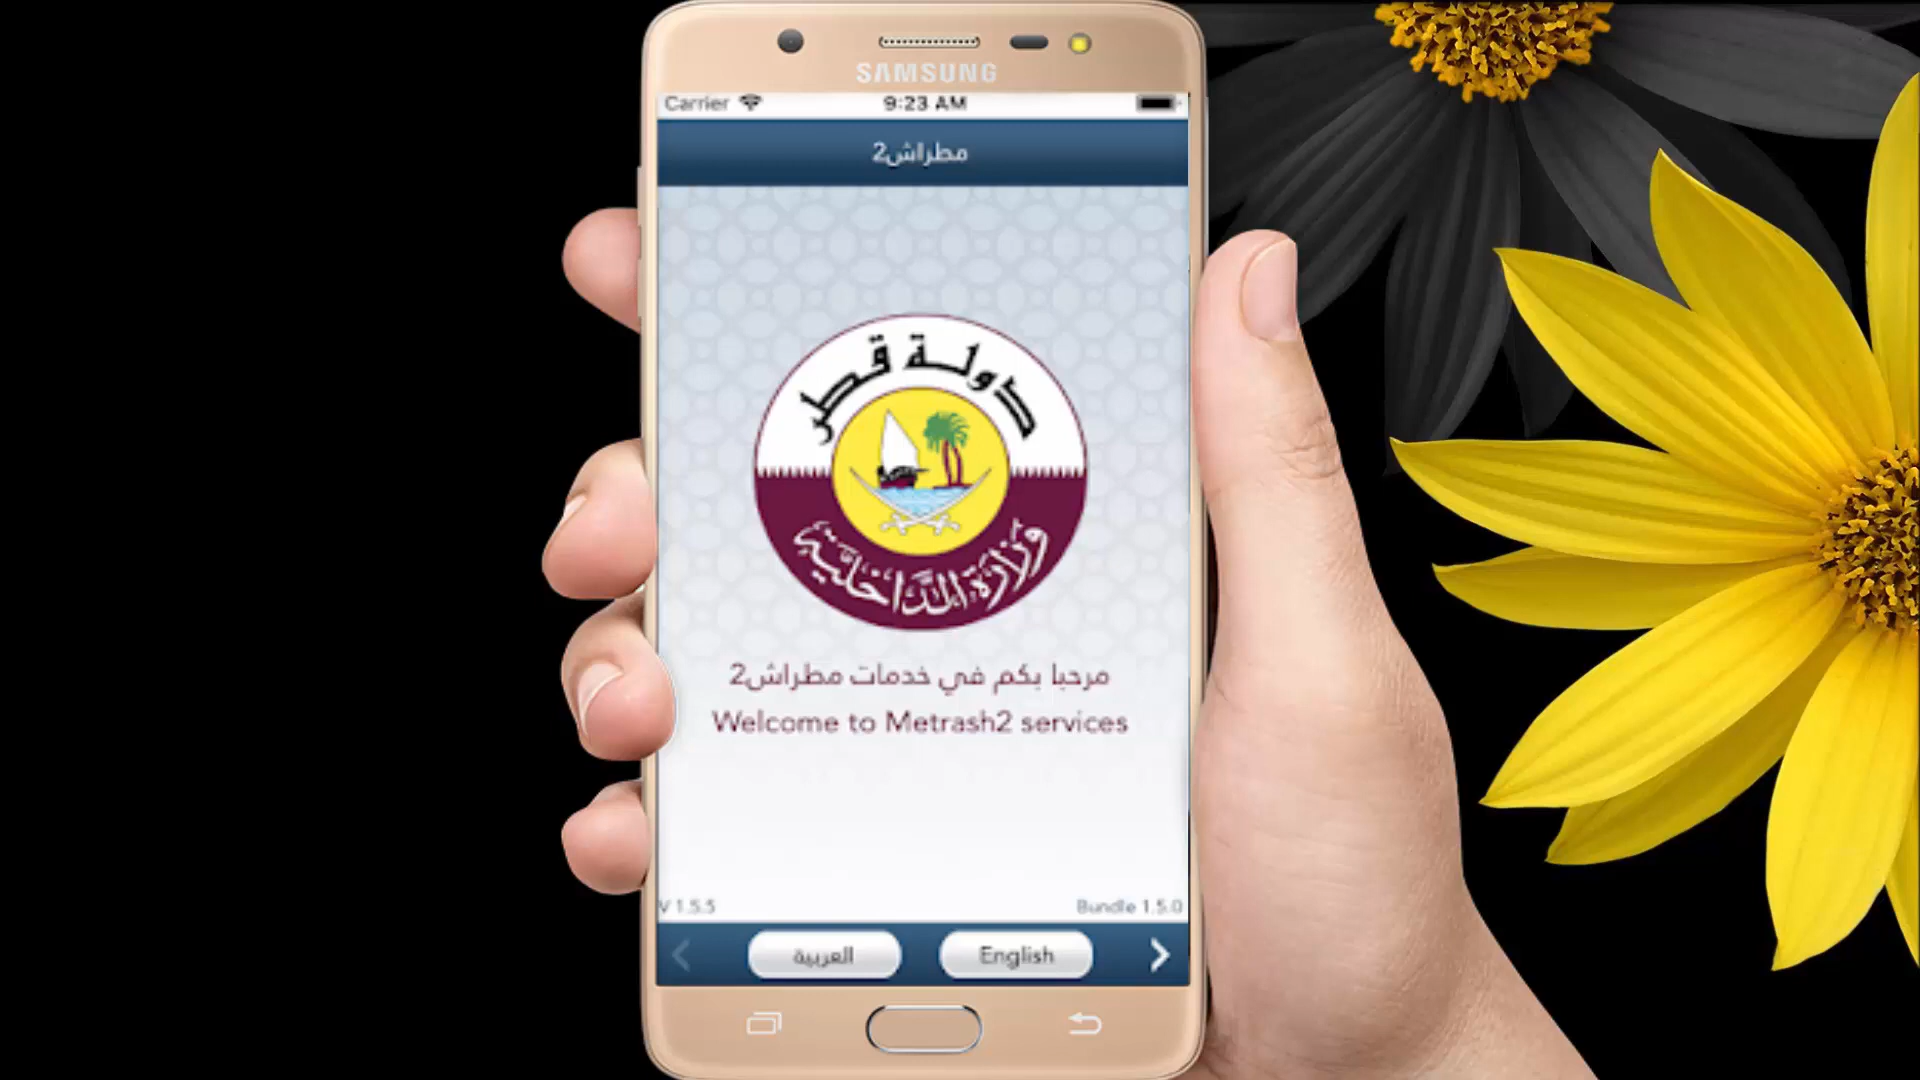 SAMSUNG
Carrier 9:23 AM
مطراش2
دولة قطر
وزارة الداخلية
مرحبا بكم في خدمات مطراش2
Welcome to Metrash2 services
V 1.5.5 Bundle 1.5.0
العربية English